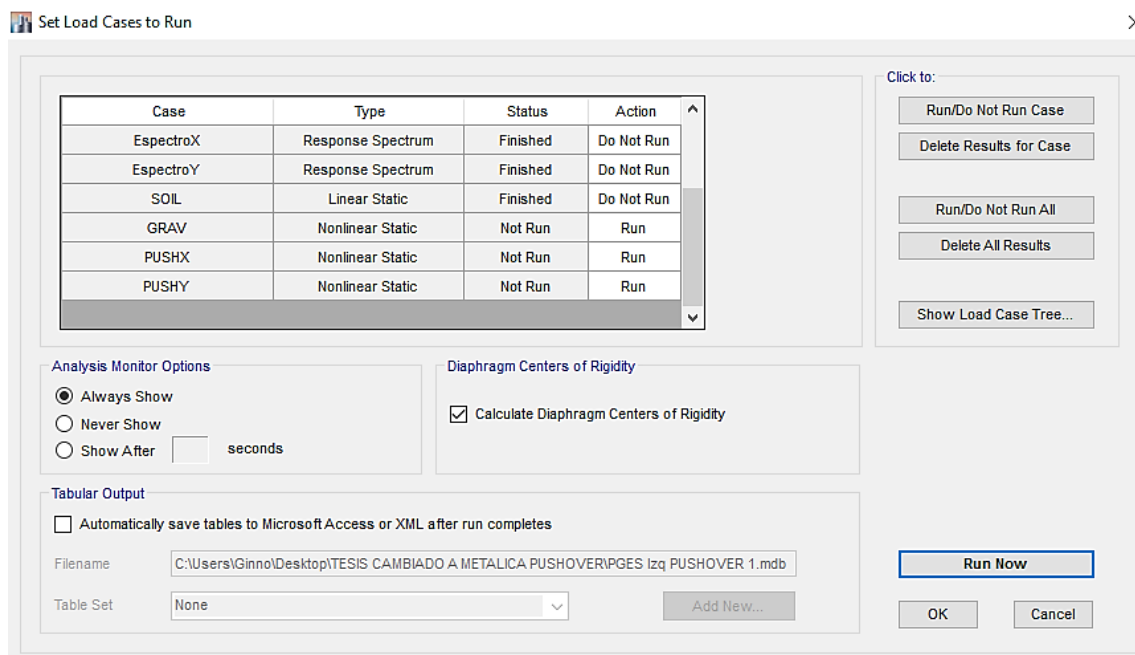 Set Load Cases to Run
Click to:
Case Type Status Action
EspectroX Response Spectrum Finished Do Not Run
EspectroY Response Spectrum Finished Do Not Run
SOIL Linear Static Finished Do Not Run
GRAV Nonlinear Static Not Run Run
PUSHX Nonlinear Static Not Run Run
PUSHY Nonlinear Static Not Run Run
Run/Do Not Run Case
Delete Results for Case
Run/Do Not Run All
Delete All Results
Show Load Case Tree...
Analysis Monitor Options
Always Show
Never Show
Show After seconds
Diaphragm Centers of Rigidity
Calculate Diaphragm Centers of Rigidity
Tabular Output
Automatically save tables to Microsoft Access or XML after run completes
Filename C:\Users\Ginno\Desktop\TESIS CAMBIADO A METALICA PUSHOVER\PGES Izq PUSHOVER 1.mdb
Table Set None Add New...
Run Now
OK Cancel